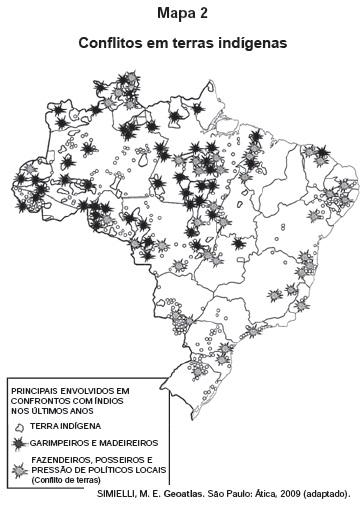 Mapa 2
Conflitos em terras indígenas
PRINCIPAIS ENVOLVIDOS EM
CONFRONTOS COM ÍNDIOS
NOS ÚLTIMOS ANOS
TERRA INDÍGENA
GARIMPEIROS E MADEIREIROS
FAZENDEIROS, POSSEIROS E
PRESSÃO DE POLÍTICOS LOCAIS
(Conflito de terras)
SIMIELLI, M. E. Geoatlas. São Paulo: Ática, 2009 (adaptado).